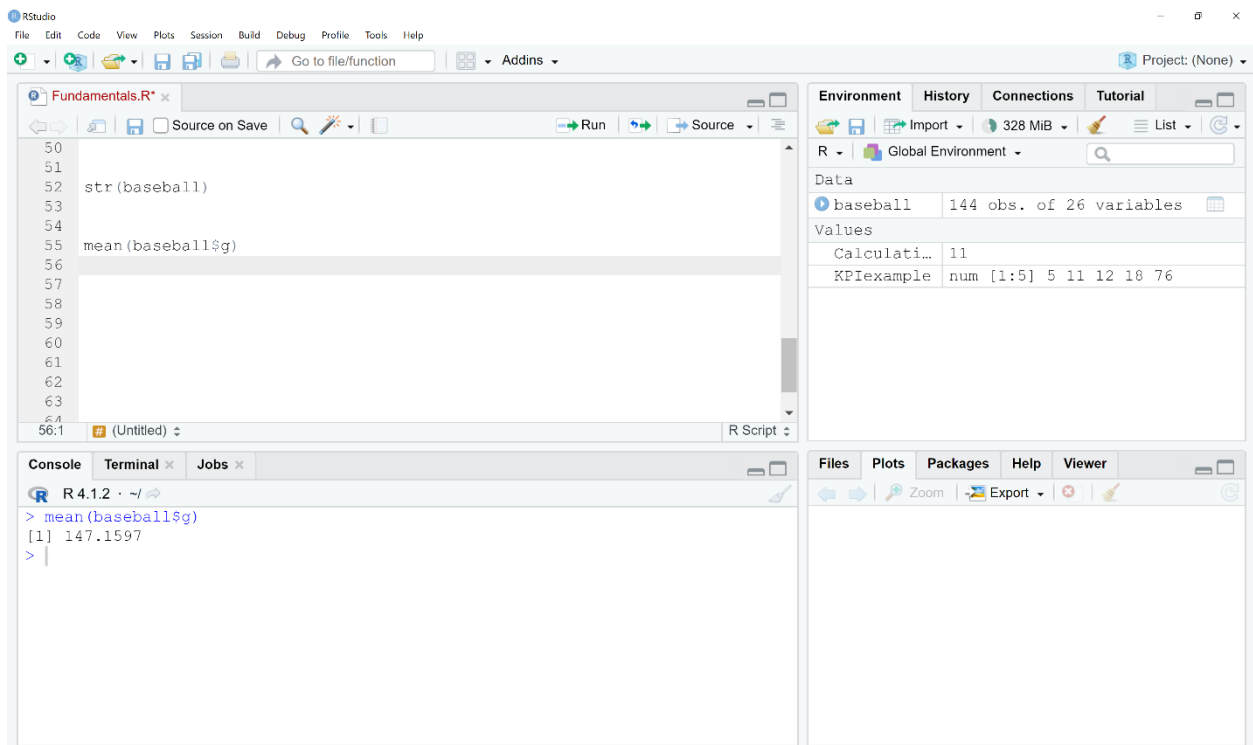 RStudio
File Edit Code View Plots Session Build Debug Profile Tools Help
Go to file/function Addins Project: (None)
Fundamentals.R*
Source on Save Run Source
50
51
52 str(baseball)
53
54
55 mean(baseball$g)
56
57
58
59
60
61
62
63
64
56:1 # (Untitled) R Script
Console Terminal Jobs
R 4.1.2 · ~/
> mean(baseball$g)
[1] 147.1597
>
Environment History Connections Tutorial
Import 328 MiB List
R Global Environment
Data
baseball 144 obs. of 26 variables
Values
Calculati… 11
KPIexample num [1:5] 5 11 12 18 76
Files Plots Packages Help Viewer
Zoom Export